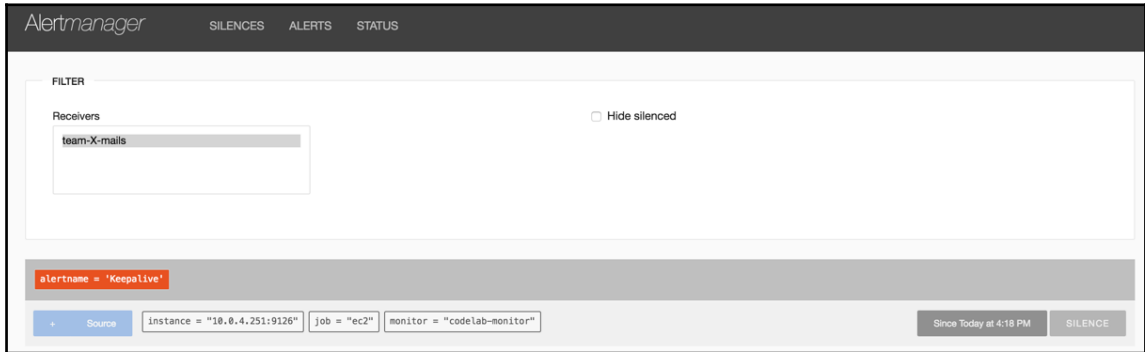 Alertmanager SILENCES ALERTS STATUS
FILTER
Receivers
Hide silenced
team-X-mails
alertname = 'Keepalive'
+ Source instance = "10.0.4.251:9126" job = "ec2" monitor = "codelab-monitor" Since Today at 4:18 PM SILENCE